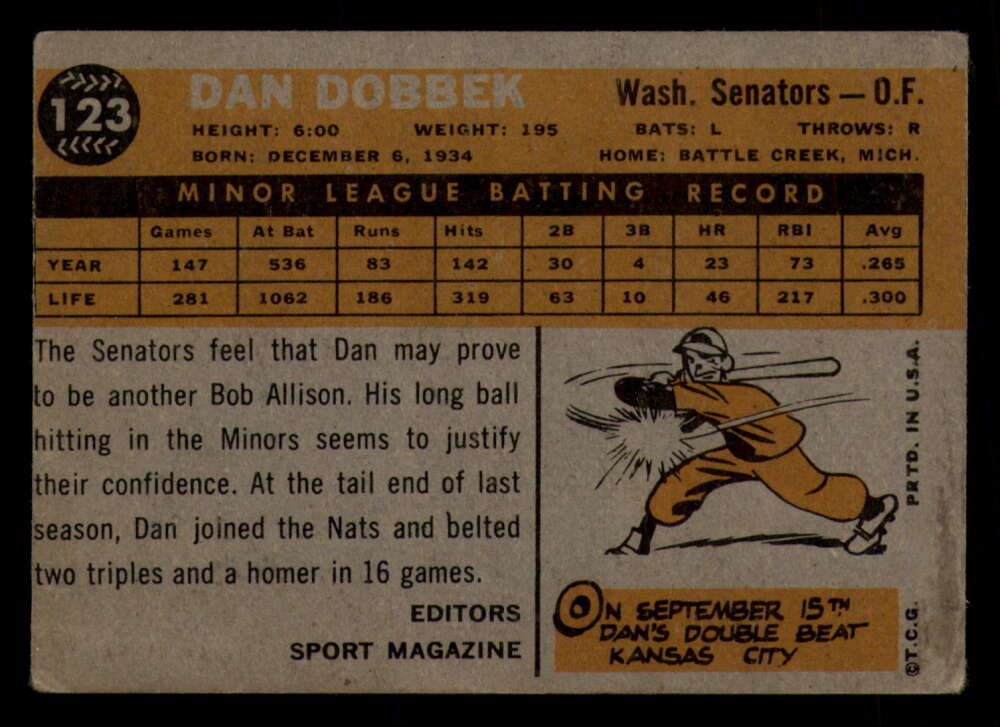 123
DAN DOBBEK
Wash. Senators — O.F.
HEIGHT: 6:00 WEIGHT: 195 BATS: L THROWS: R
BORN: DECEMBER 6, 1934 HOME: BATTLE CREEK, MICH.
MINOR LEAGUE BATTING RECORD
Games At Bat Runs Hits 2B 3B HR RBI Avg
YEAR 147 536 83 142 30 4 23 73 .265
LIFE 281 1062 186 319 63 10 46 217 .300
The Senators feel that Dan may prove
to be another Bob Allison. His long ball
hitting in the Minors seems to justify
their confidence. At the tail end of last
season, Dan joined the Nats and belted
two triples and a homer in 16 games.
EDITORS
SPORT MAGAZINE
ON SEPTEMBER 15TH
DAN'S DOUBLE BEAT
KANSAS CITY
©T.C.G. PRTD. IN U.S.A.